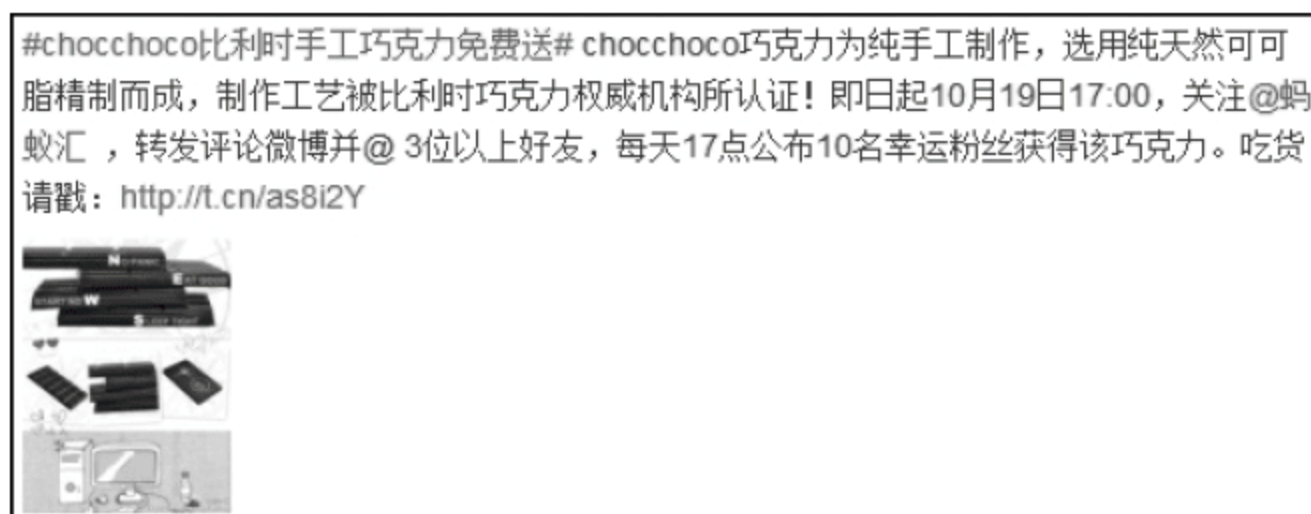 #chocchoco比利时手工巧克力免费送# chocchoco巧克力为纯手工制作，选用纯天然可可
脂精制而成，制作工艺被比利时巧克力权威机构所认证！即日起10月19日17:00，关注@蚂
蚁汇 ，转发评论微博并@ 3位以上好友，每天17点公布10名幸运粉丝获得该巧克力。吃货
请戳：http://t.cn/as8i2Y
N
E
START NOW